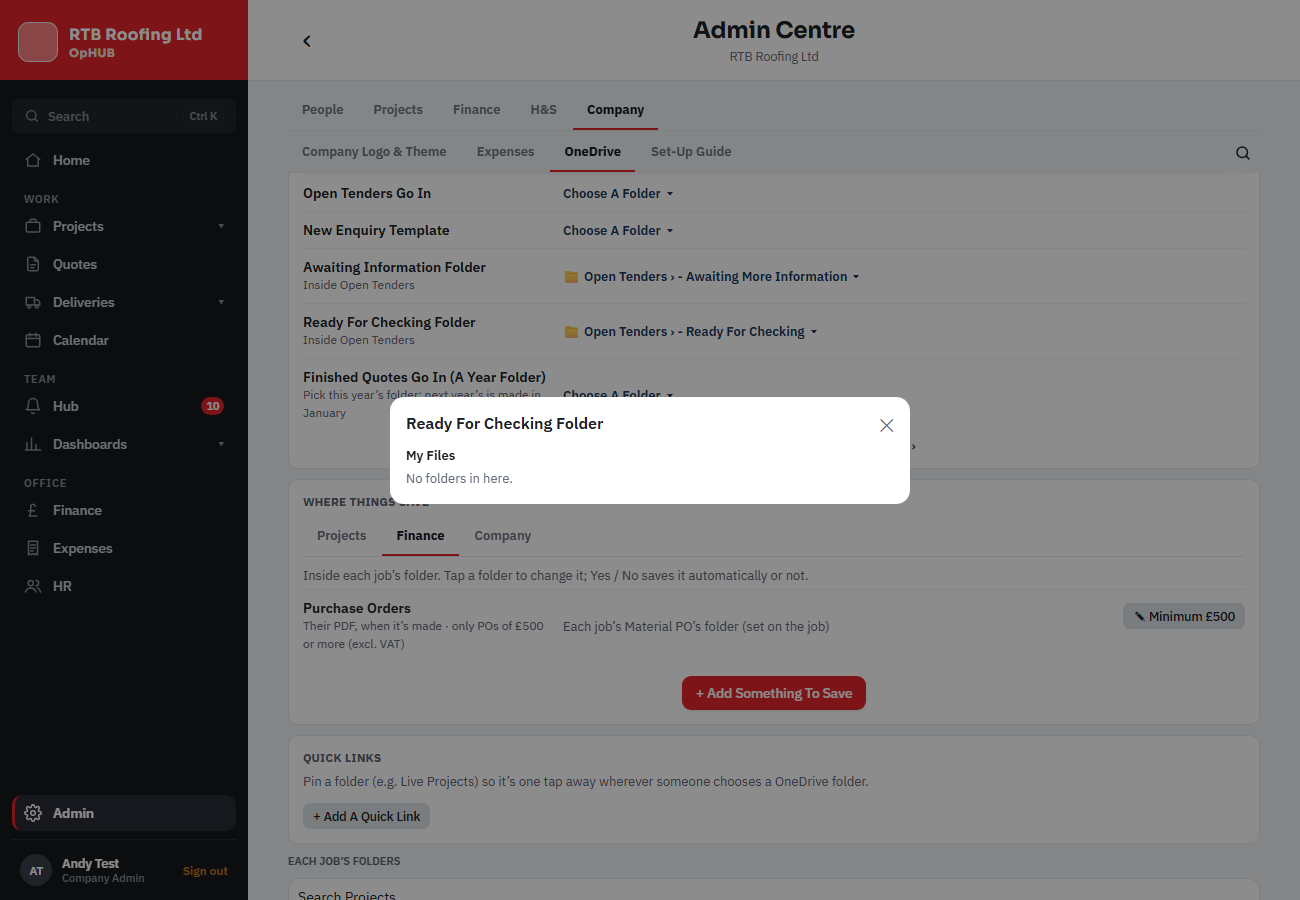 RTB Roofing Ltd
OpHUB
Search
Ctrl K
Home
WORK
Projects
Quotes
Deliveries
Calendar
TEAM
Hub
10
Dashboards
OFFICE
Finance
Expenses
HR
Admin
AT
Andy Test
Company Admin
Sign out
Admin Centre
RTB Roofing Ltd
People
Projects
Finance
H&S
Company
Company Logo & Theme
Expenses
OneDrive
Set-Up Guide
Open Tenders Go In
Choose A Folder
New Enquiry Template
Choose A Folder
Awaiting Information Folder
Inside Open Tenders
Open Tenders › - Awaiting More Information
Ready For Checking Folder
Inside Open Tenders
Open Tenders › - Ready For Checking
Finished Quotes Go In (A Year Folder)
Pick this year's folder; next year's is made in
January
Choose A Folder
Ready For Checking Folder
My Files
No folders in here.
WHERE THINGS SAVE
Projects
Finance
Company
Inside each job's folder. Tap a folder to change it; Yes / No saves it automatically or not.
Purchase Orders
Their PDF, when it's made · only POs of £500
or more (excl. VAT)
Each job's Material PO's folder (set on the job)
Minimum £500
+ Add Something To Save
QUICK LINKS
Pin a folder (e.g. Live Projects) so it's one tap away wherever someone chooses a OneDrive folder.
+ Add A Quick Link
EACH JOB'S FOLDERS
Search Projects